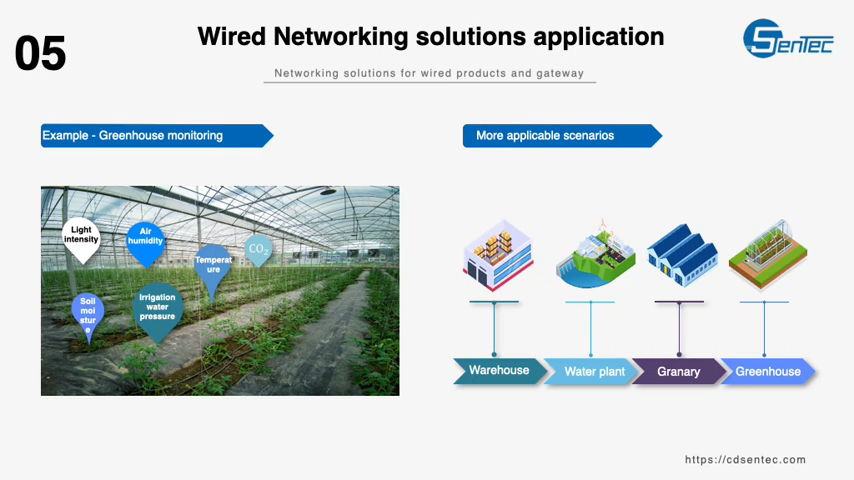 05
Wired Networking solutions application
SenTec
Networking solutions for wired products and gateway
Example - Greenhouse monitoring
More applicable scenarios
Light
intensity
Air
humidity
Temperat
ure
CO2
Soil
moi
stur
e
Irrigation
water
pressure
Warehouse
Water plant
Granary
Greenhouse
https://cdsentec.com